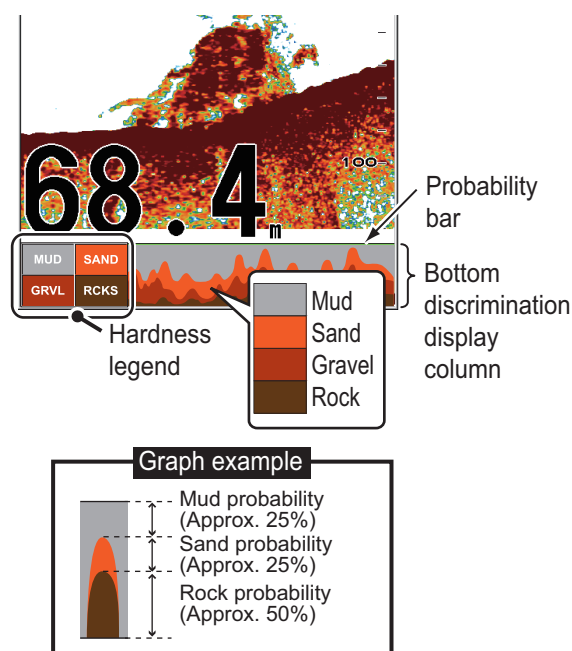 100
68.4m
Probability
bar
MUD SAND
GRVL RCKS
Mud
Sand
Gravel
Rock
Bottom
discrimination
display
column
Hardness
legend
Graph example
Mud probability
(Approx. 25%)
Sand probability
(Approx. 25%)
Rock probability
(Approx. 50%)